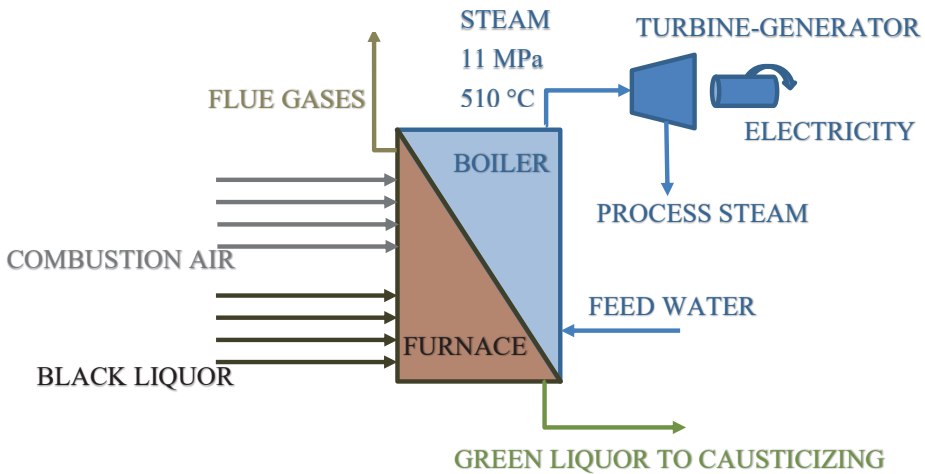 STEAM
11 MPa
510 °C
TURBINE-GENERATOR
FLUE GASES
ELECTRICITY
BOILER
PROCESS STEAM
COMBUSTION AIR
FEED WATER
FURNACE
BLACK LIQUOR
GREEN LIQUOR TO CAUSTICIZING